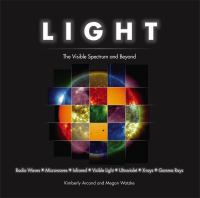 LIGHT
The Visible Spectrum and Beyond
Radio Waves * Microwaves * Infrared * Visible Light * Ultraviolet * X-rays * Gamma Rays
Kimberly Arcand and Megan Watzke